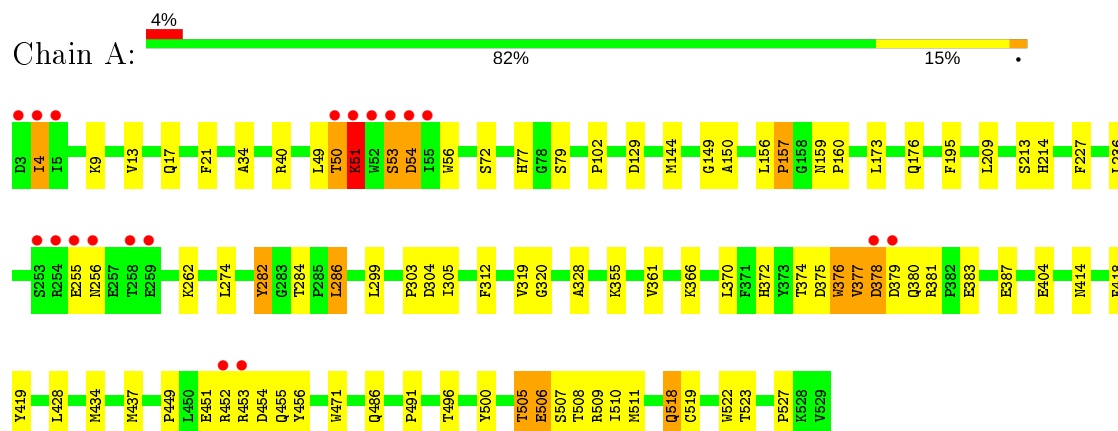 4%
Chain A:
82% 15% •
D3 I4 I5 K9 V13 Q17 F21 A34 R40 L49 T50 K51 W52 S53 D54 I55 W56 S72 H77 G78 S79 P102 D129 M144 G149 A150 L156 P157 G158 N159 P160 L173 Q176 F195 L209 S213 H214 F227 L236
S253 R254 E255 N256 E257 T258 E259 K262 L274 Y282 G283 T284 P285 L286 L299 P303 D304 I305 F312 V319 G320 A328 K355 V361 K366 L370 F371 H372 Y373 T374 D375 W376 V377 D378 D379 Q380 R381 P382 E383 E387 E404 N414
Y419 L428 M434 M437 P449 L450 E451 R452 R453 D454 Q455 Y456 W471 Q486 P491 T496 Y500 T505 E506 S507 T508 R509 I510 M511 Q518 C519 W522 T523 P527 K528 V529